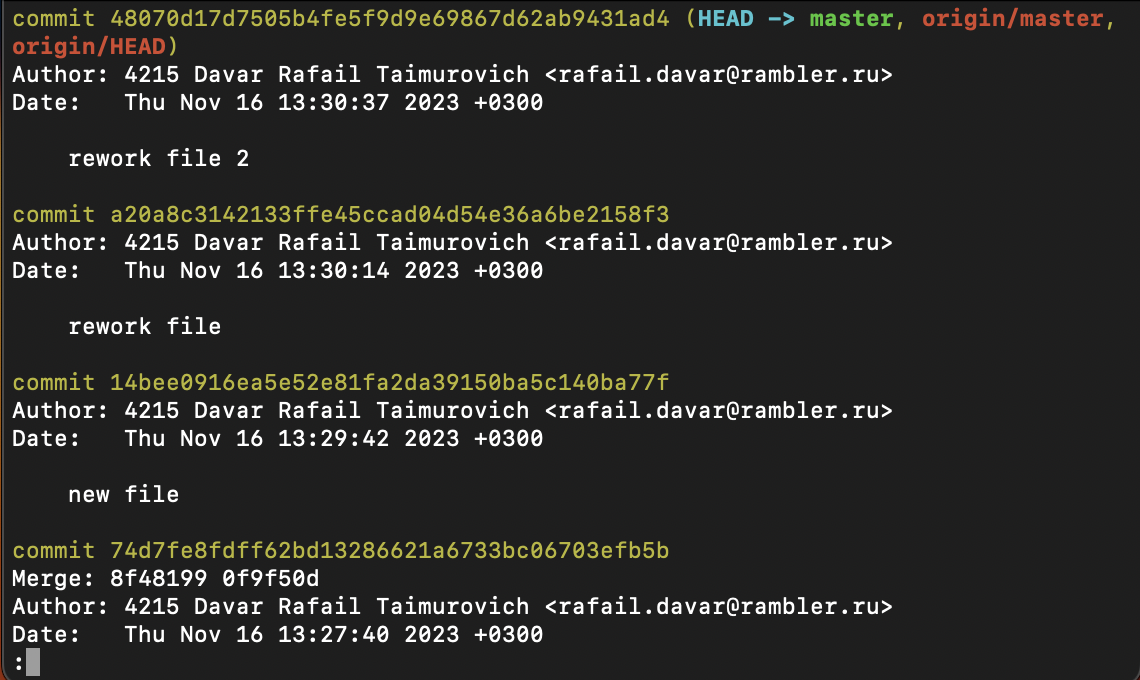 commit 48070d17d7505b4fe5f9d9e69867d62ab9431ad4 (HEAD -> master, origin/master,
origin/HEAD)
Author: 4215 Davar Rafail Taimurovich <rafail.davar@rambler.ru>
Date:   Thu Nov 16 13:30:37 2023 +0300
    rework file 2
commit a20a8c3142133ffe45ccad04d54e36a6be2158f3
Author: 4215 Davar Rafail Taimurovich <rafail.davar@rambler.ru>
Date:   Thu Nov 16 13:30:14 2023 +0300
    rework file
commit 14bee0916ea5e52e81fa2da39150ba5c140ba77f
Author: 4215 Davar Rafail Taimurovich <rafail.davar@rambler.ru>
Date:   Thu Nov 16 13:29:42 2023 +0300
    new file
commit 74d7fe8fdff62bd13286621a6733bc06703efb5b
Merge: 8f48199 0f9f50d
Author: 4215 Davar Rafail Taimurovich <rafail.davar@rambler.ru>
Date:   Thu Nov 16 13:27:40 2023 +0300
: